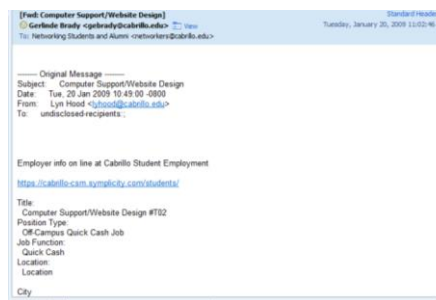 [Fwd: Computer Support/Website Design]
Standard Heade
Gerlinde Brady <gebrady@cabrillo.edu> View
Tuesday, January 20, 2009 11:02:46
To: Networking Students and Alumni <networkers@cabrillo.edu>
-------- Original Message --------
Subject: Computer Support/Website Design
Date: Tue, 20 Jan 2009 10:49:00 -0800
From: Lyn Hood <lyhood@cabrillo.edu>
To: undisclosed-recipients:;
Employer info on line at Cabrillo Student Employment
https://cabrillo-csm.symplicity.com/students/
Title:
Computer Support/Website Design #T02
Position Type:
Off-Campus Quick Cash Job
Job Function:
Quick Cash
Location:
Location
City